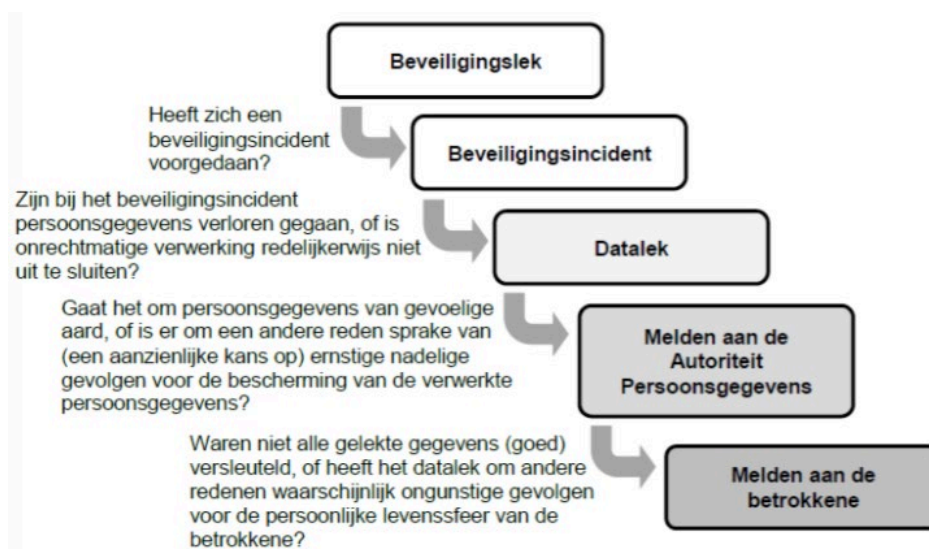 Beveiligingslek
Heeft zich een
beveiligingsincident
voorgedaan?
Beveiligingsincident
Zijn bij het beveiligingsincident
persoonsgegevens verloren gegaan, of is
onrechtmatige verwerking redelijkerwijs niet
uit te sluiten?
Datalek
Gaat het om persoonsgegevens van gevoelige
aard, of is er om een andere reden sprake van
(een aanzienlijke kans op) ernstige nadelige
gevolgen voor de bescherming van de verwerkte
persoonsgegevens?
Melden aan de
Autoriteit
Persoonsgegevens
Waren niet alle gelekte gegevens (goed)
versleuteld, of heeft het datalek om andere
redenen waarschijnlijk ongunstige gevolgen
voor de persoonlijke levenssfeer van de
betrokkene?
Melden aan de
betrokkene